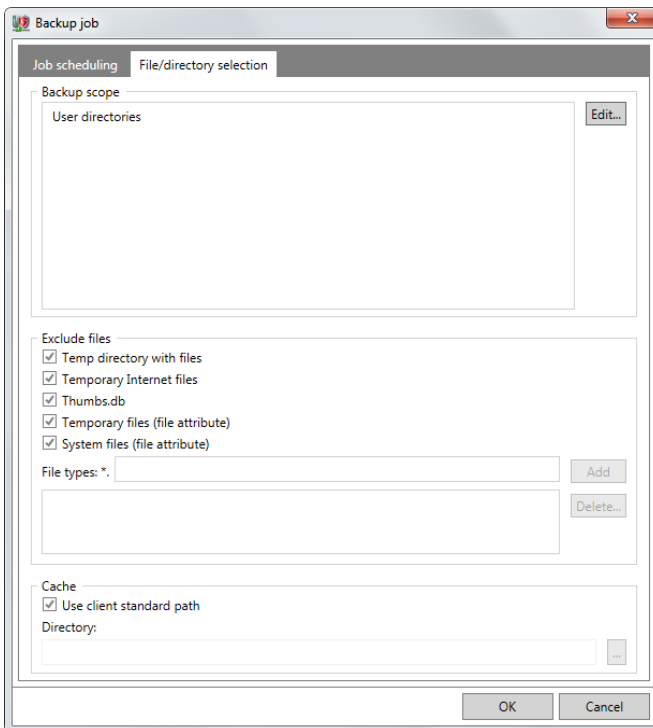 Backup job
Job scheduling File/directory selection
Backup scope
User directories
Edit...
Exclude files
Temp directory with files
Temporary Internet files
Thumbs.db
Temporary files (file attribute)
System files (file attribute)
File types: *.
Add
Delete...
Cache
Use client standard path
Directory:
...
OK Cancel